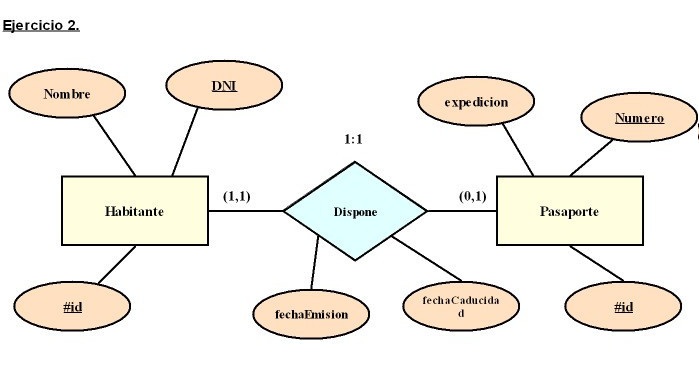 Ejercicio 2.
Nombre
DNI
expedicion
Numero
1:1
Habitante
(1,1)
Dispone
(0,1)
Pasaporte
#id
fechaEmision
fechaCaducida
d
#id